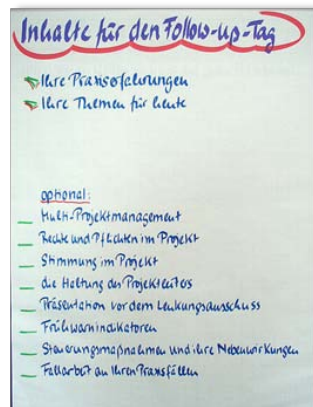 Inhalte für den Follow-up-Tag
Ihre Praxiserfahrungen
Ihre Themen für heute
optional:
Multi-Projektmanagement
Rechte und Pflichten im Projekt
Stimmung im Projekt
die Haltung des Projektleiters
Präsentation vor dem Lenkungsausschuss
Frühwarnindikatoren
Steuerungsmaßnahmen und ihre Nebenwirkungen
Fallarbeit an Ihren Praxisfällen